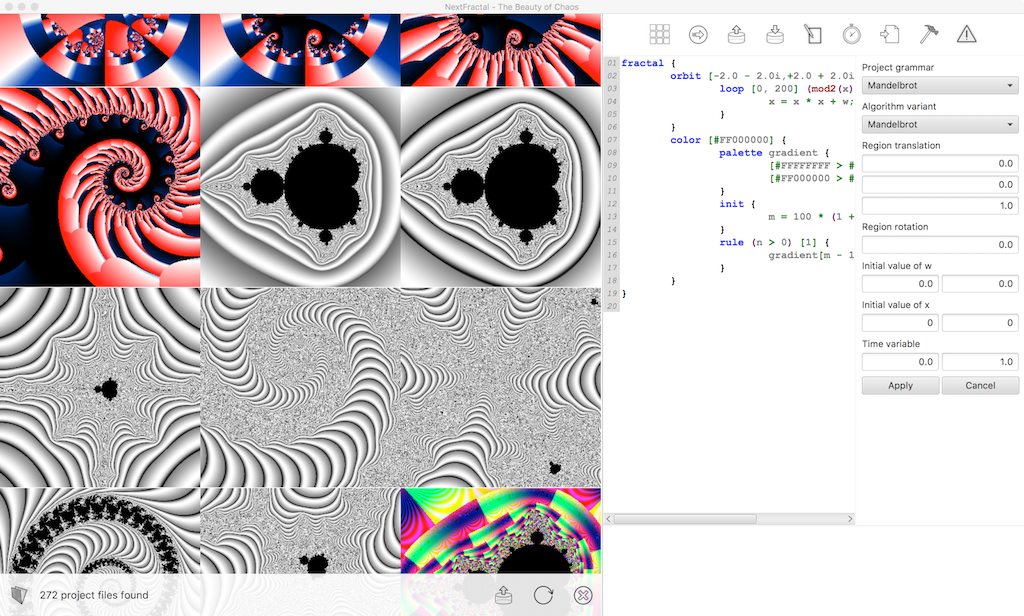 NextFractal - The Beauty of Chaos
01 fractal {
02 orbit [-2.0 - 2.0i,+2.0 + 2.0i
03 loop [0, 200] (mod2(x)
04 x = x * x + w;
05 }
06 }
07 color [#FF000000] {
08 palette gradient {
09 [#FFFFFFFF > #
10 [#FF000000 > #
11 }
12 init {
13 m = 100 * (1 +
14 }
15 rule (n > 0) [1] {
16 gradient[m - 1
17 }
18 }
19 }
20
Project grammar
Mandelbrot
Algorithm variant
Mandelbrot
Region translation
0.0
0.0
1.0
Region rotation
0.0
Initial value of w
0.0 0.0
Initial value of x
0 0
Time variable
0.0 1.0
Apply Cancel
272 project files found